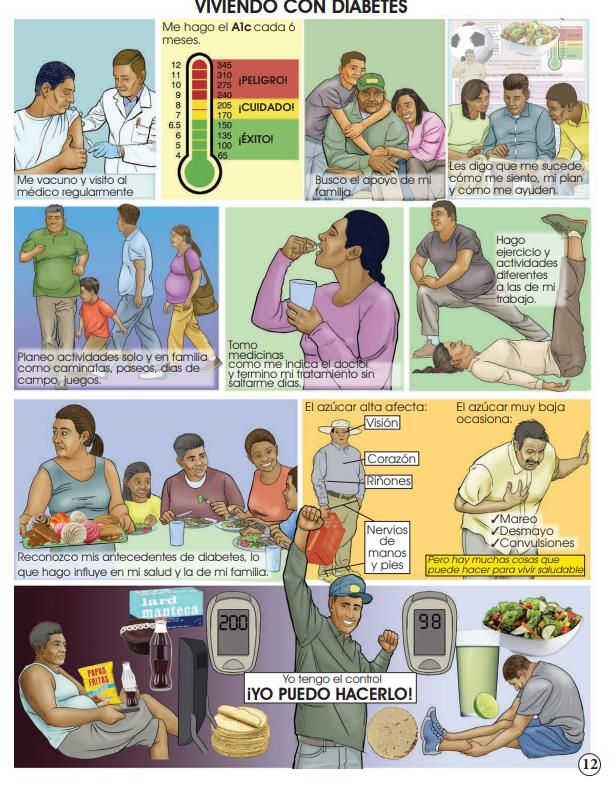 VIVIENDO CON DIABETES
Me hago el A1c cada 6
meses.
12 345
11 310
10 275
9 240
8 205
7 170
6.5 150
6 135
5 100
4 65
¡PELIGRO!
¡CUIDADO!
¡ÉXITO!
Me vacuno y visito al
médico regularmente
Busco el apoyo de mi
familia.
Les digo que me sucede,
cómo me siento, mi plan
y cómo me ayuden.
Planeo actividades solo y en familia
como caminatas, paseos, días de
campo, juegos.
Tomo
medicinas
como me indica el doctor
y termino mi tratamiento sin
saltarme días.
Hago
ejercicio y
actividades
diferentes
a las de mi
trabajo.
Reconozco mis antecedentes de diabetes, lo
que hago influye en mi salud y la de mi familia.
El azúcar alta afecta:
Visión
Corazón
Riñones
Nervios
de
manos
y pies
El azúcar muy baja
ocasiona:
✓Mareo
✓Desmayo
✓Convulsiones
Pero hay muchas cosas que
puede hacer para vivir saludable
lard
manteca
PAPAS
FRITAS
200
98
Yo tengo el control
¡YO PUEDO HACERLO!
12